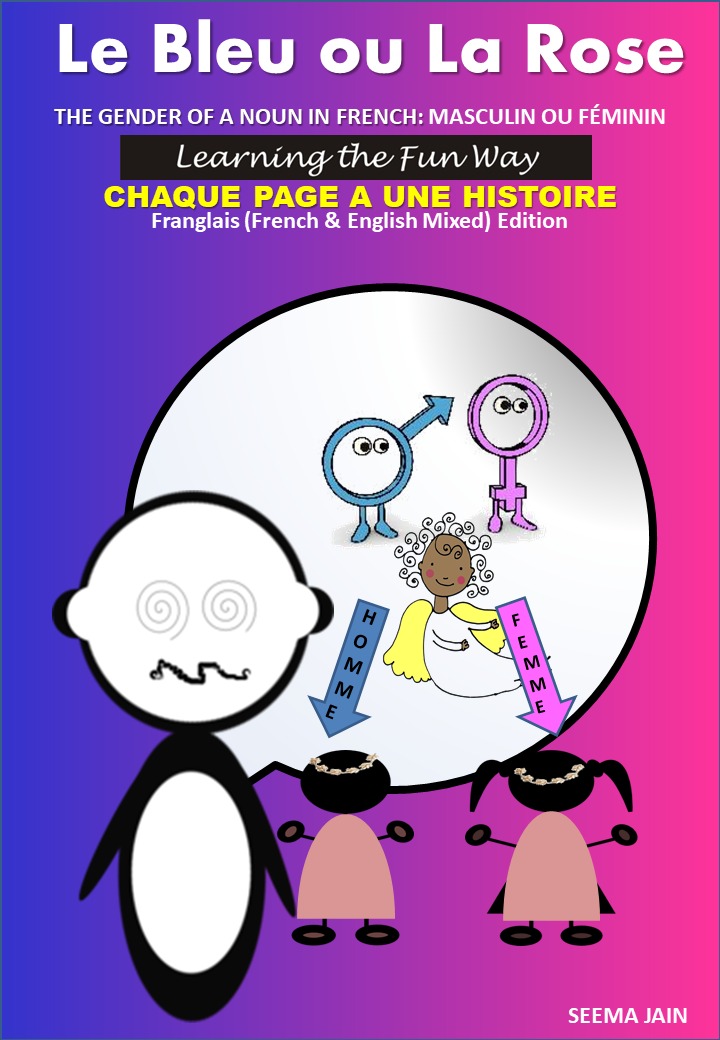 Le Bleu ou La Rose
THE GENDER OF A NOUN IN FRENCH: MASCULIN OU FÉMININ
Learning the Fun Way
CHAQUE PAGE A UNE HISTOIRE
Franglais (French & English Mixed) Edition
HOMME
FEMME
SEEMA JAIN